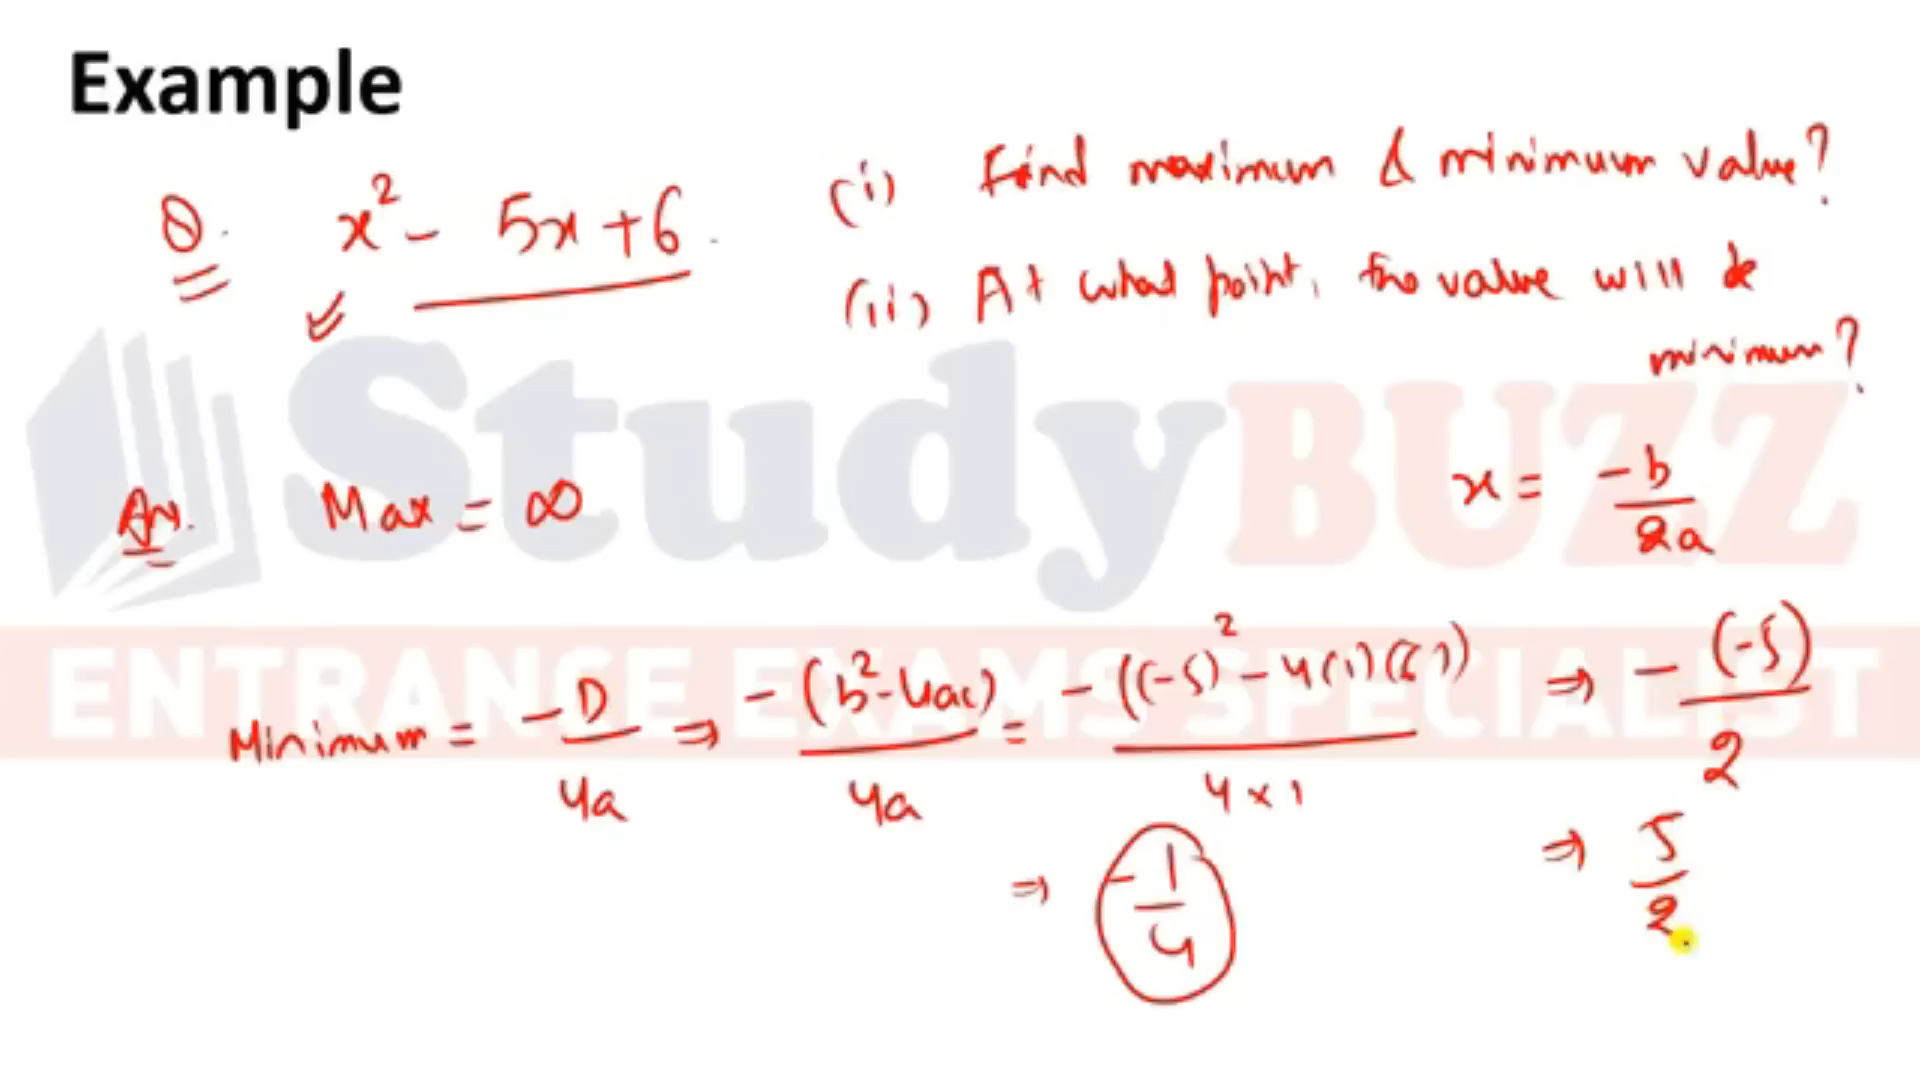 Example
Q. x² - 5x + 6
(i) Find maximum & minimum value?
(ii) At what point, the value will be
minimum?
StudyBUZZ
Ans. Max = ∞
x = -b/2a
ENTRANCE EXAMS SPECIALIST
Minimum = -D/4a ⇒ -(b²-4ac)/4a = -((-5)² - 4(1)(6))/4×1
⇒ -1/4
⇒ -(-5)/2
⇒ 5/2